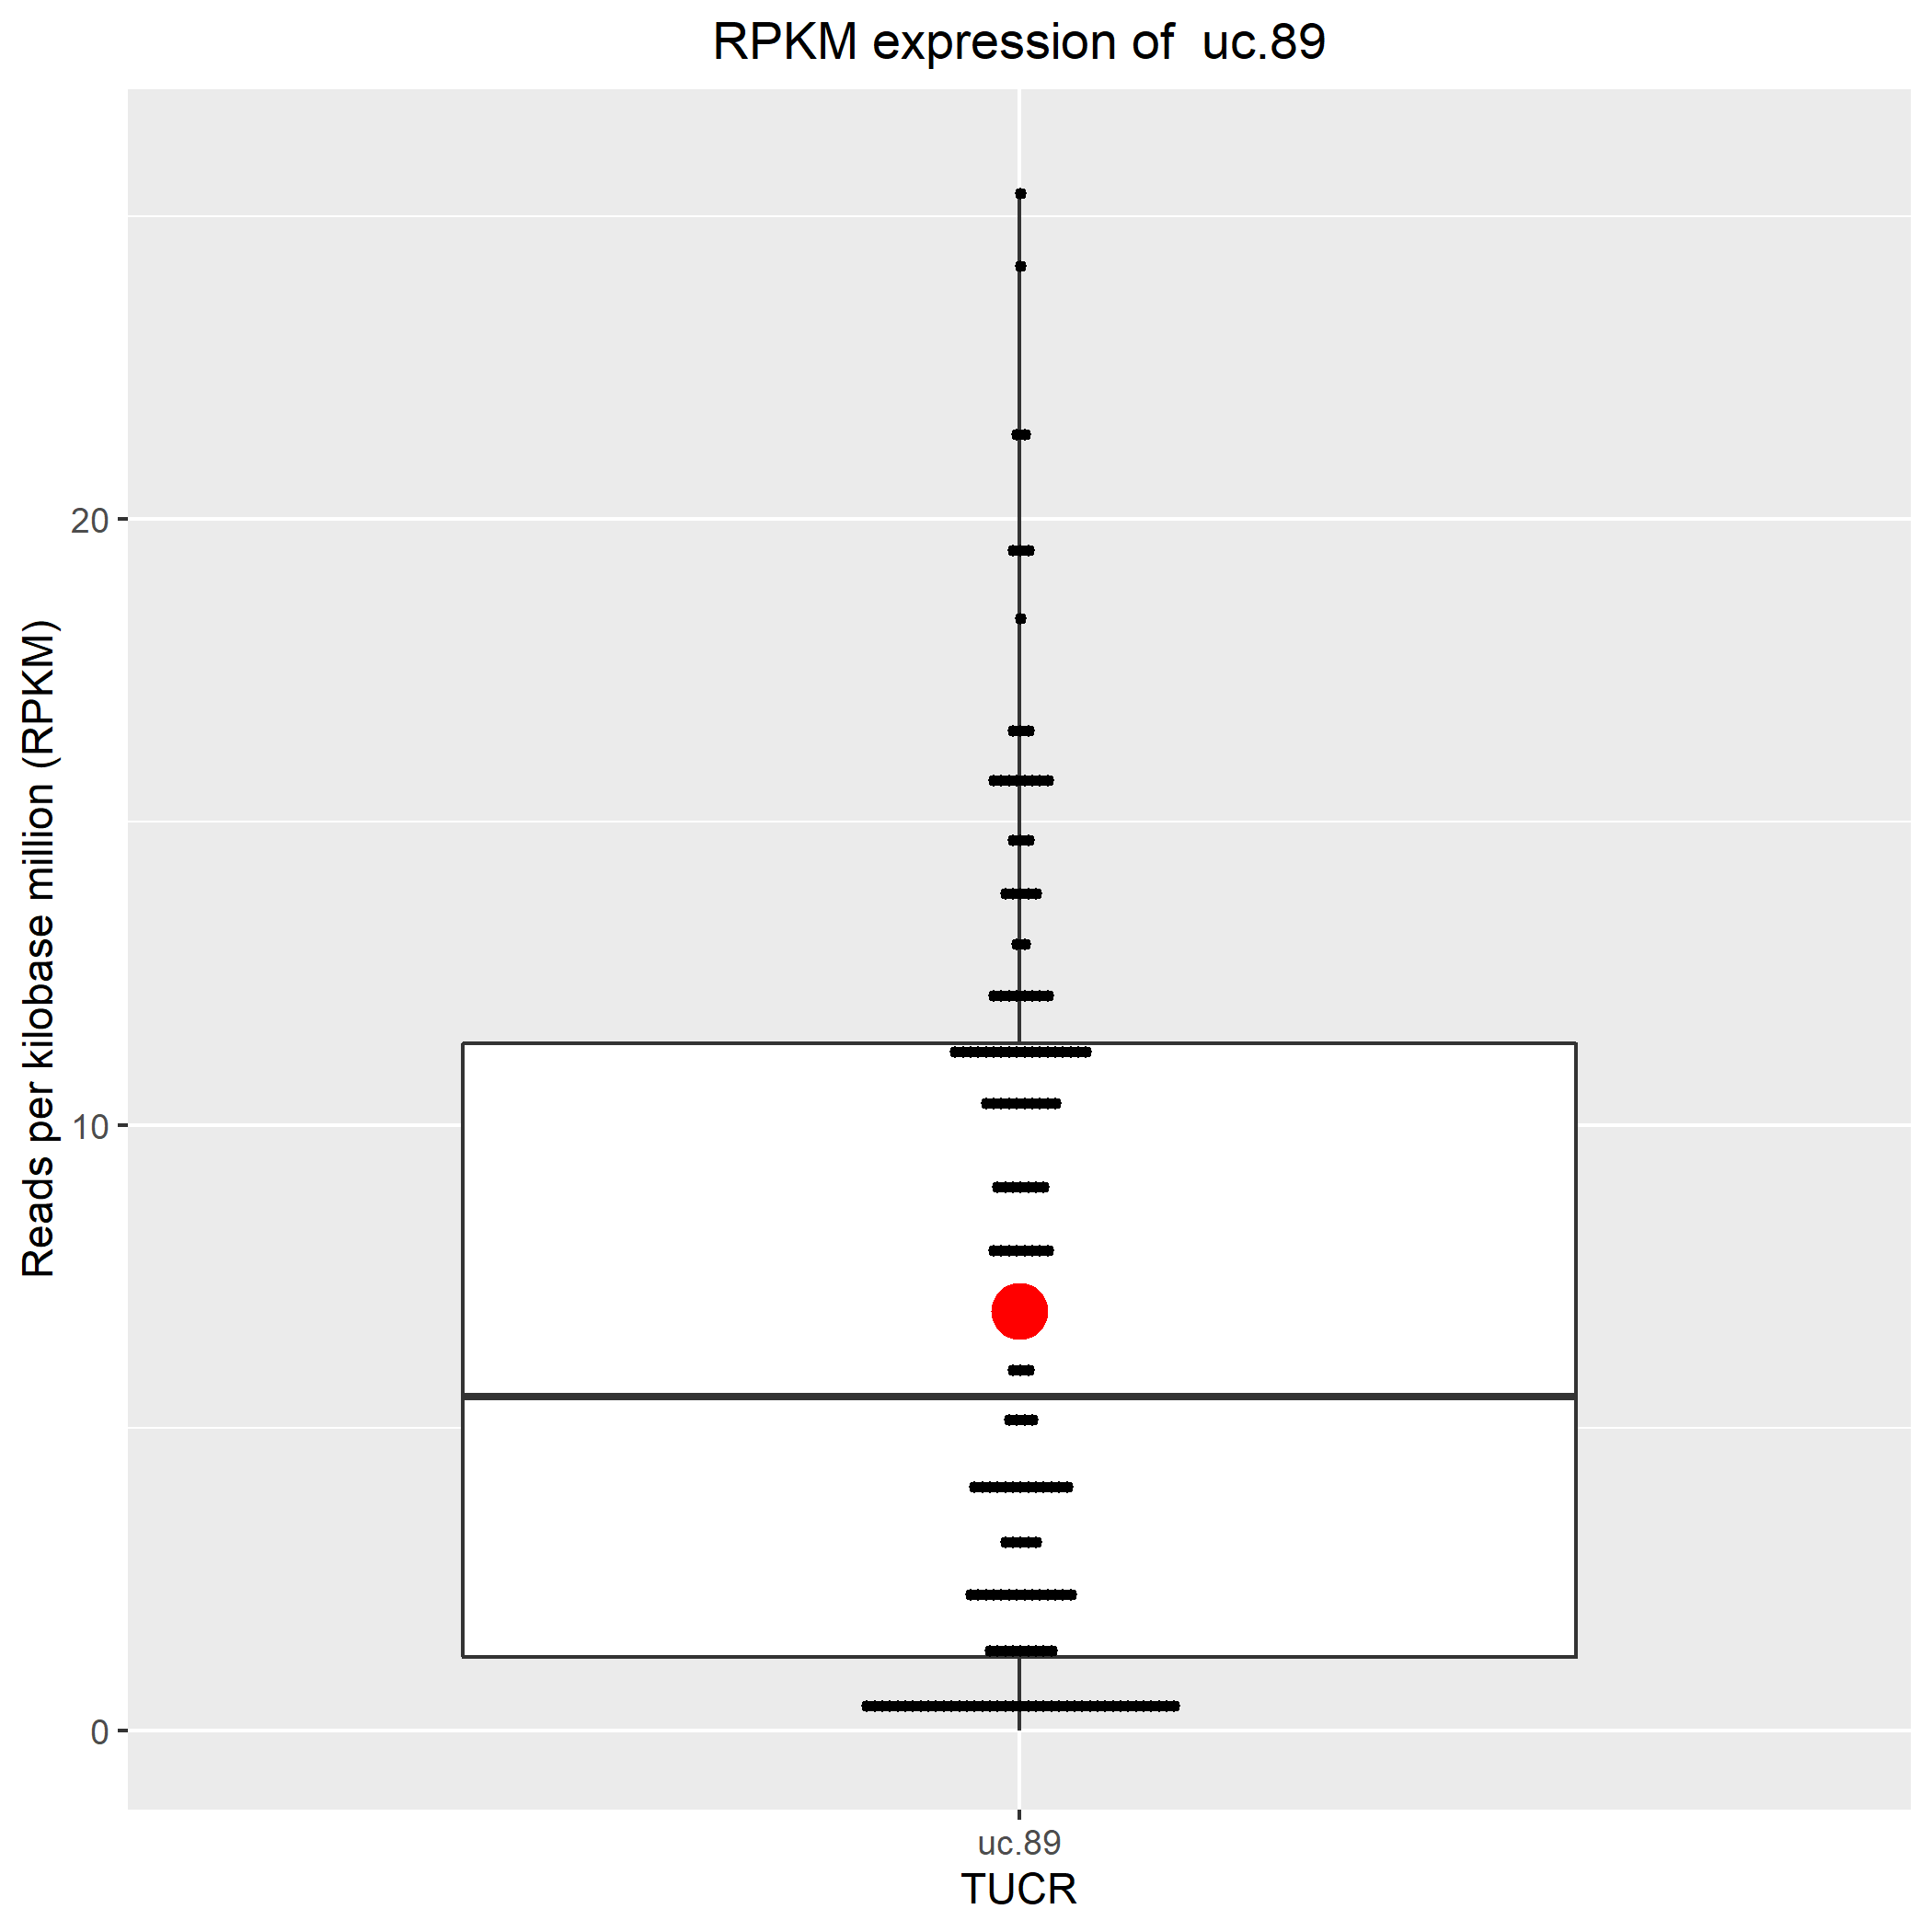 RPKM expression of  uc.89
Reads per kilobase million (RPKM)
20
10
0
uc.89
TUCR